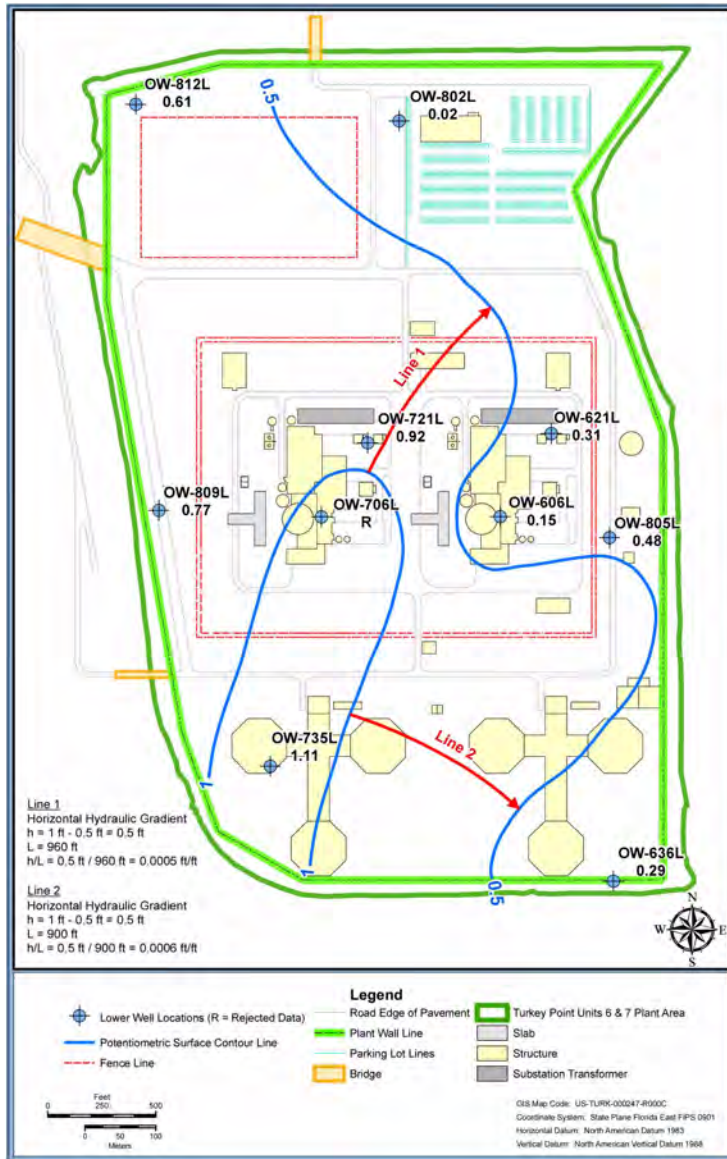 OW-812L
0.61
0.5
OW-802L
0.02
Line 1
OW-721L
0.92
OW-621L
0.31
OW-809L
0.77
OW-706L
R
OW-606L
0.15
OW-805L
0.48
OW-735L
1.11
Line 2
1
1
0.5
OW-636L
0.29
Line 1
Horizontal Hydraulic Gradient
h = 1 ft - 0.5 ft = 0.5 ft
L = 960 ft
h/L = 0.5 ft / 960 ft = 0.0005 ft/ft
Line 2
Horizontal Hydraulic Gradient
h = 1 ft - 0.5 ft = 0.5 ft
L = 900 ft
h/L = 0.5 ft / 900 ft = 0.0006 ft/ft
N
W E
S
Legend
Lower Well Locations (R = Rejected Data)
Potentiometric Surface Contour Line
Fence Line
Road Edge of Pavement
Plant Wall Line
Parking Lot Lines
Bridge
Turkey Point Units 6 & 7 Plant Area
Slab
Structure
Substation Transformer
Feet
0 250 500
0 50 100
Meters
GIS Map Code: US-TURK-000247-R000C
Coordinate System: State Plane Florida East FIPS 0901
Horizontal Datum: North American Datum 1983
Vertical Datum: North American Vertical Datum 1988